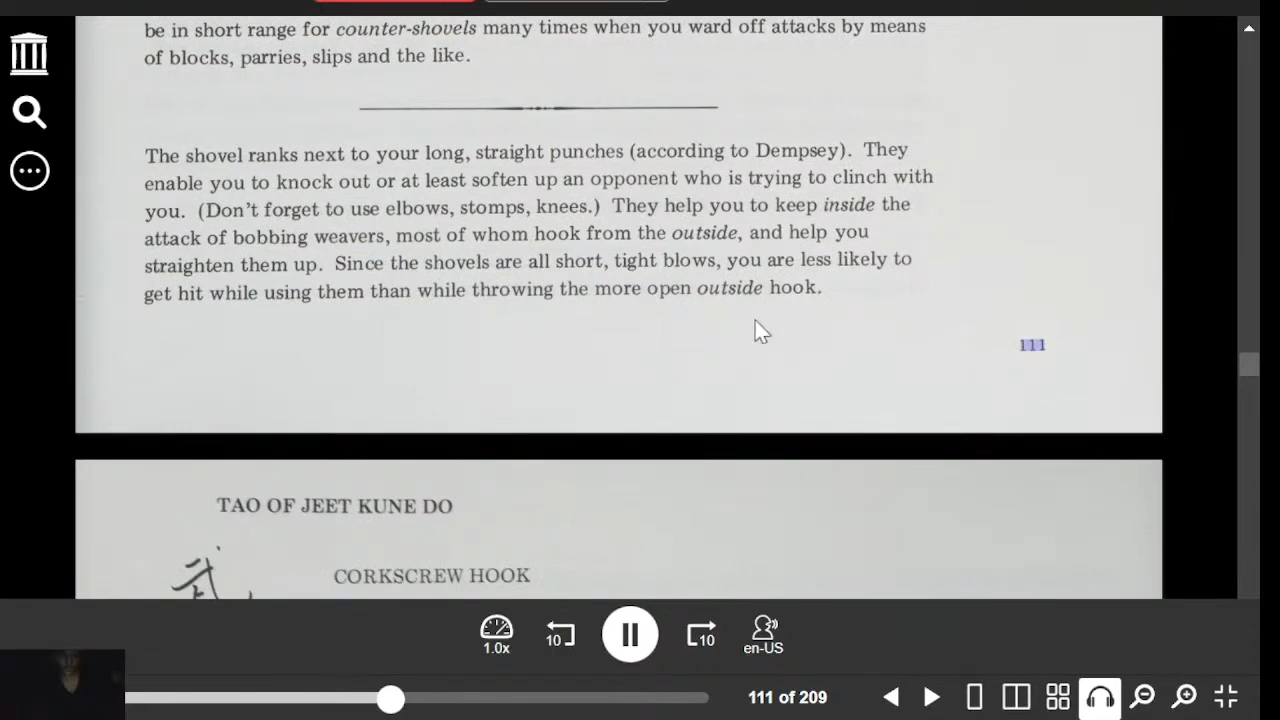 be in short range for counter-shovels many times when you ward off attacks by means
of blocks, parries, slips and the like.
The shovel ranks next to your long, straight punches (according to Dempsey). They
enable you to knock out or at least soften up an opponent who is trying to clinch with
you. (Don't forget to use elbows, stomps, knees.) They help you to keep inside the
attack of bobbing weavers, most of whom hook from the outside, and help you
straighten them up. Since the shovels are all short, tight blows, you are less likely to
get hit while using them than while throwing the more open outside hook.
111
TAO OF JEET KUNE DO
武
CORKSCREW HOOK
1.0x
10
10
en-US
111 of 209